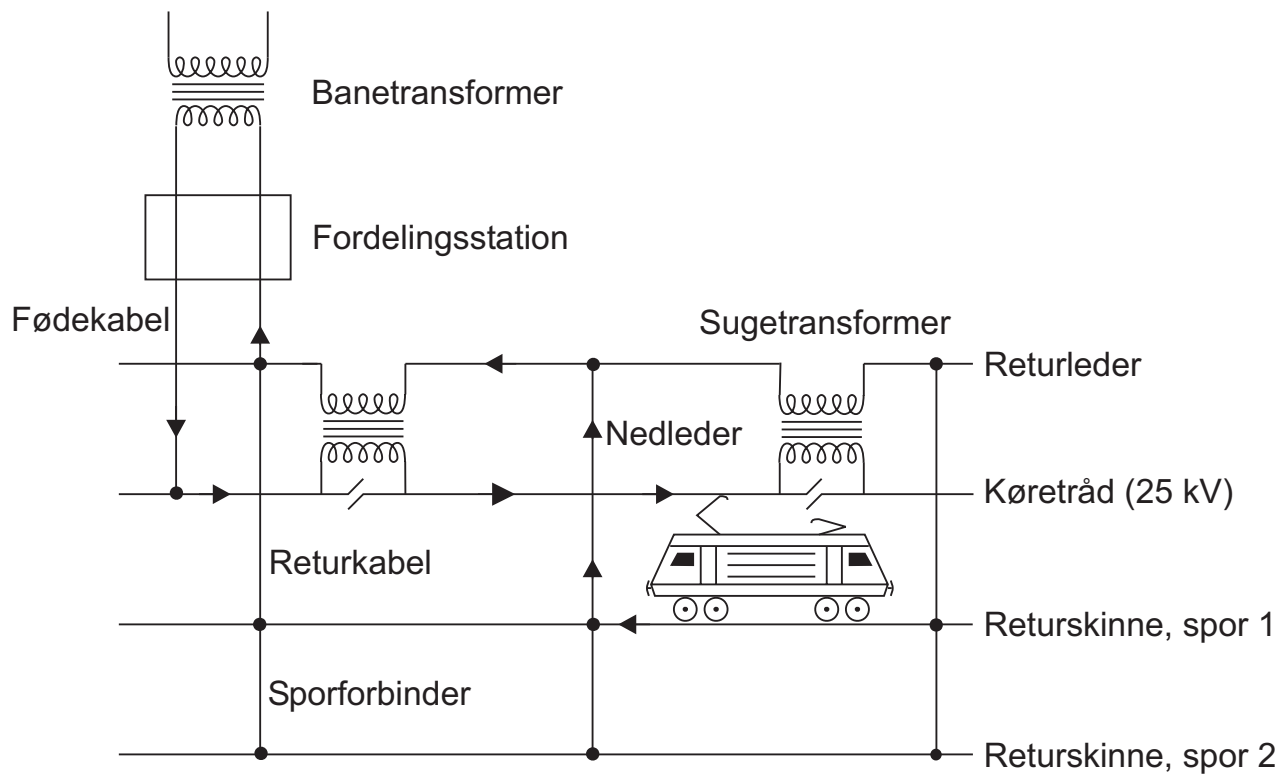 Banetransformer
Fordelingsstation
Fødekabel
Sugetransformer
Returleder
Nedleder
Køretråd (25 kV)
Returkabel
Returskinne, spor 1
Sporforbinder
Returskinne, spor 2